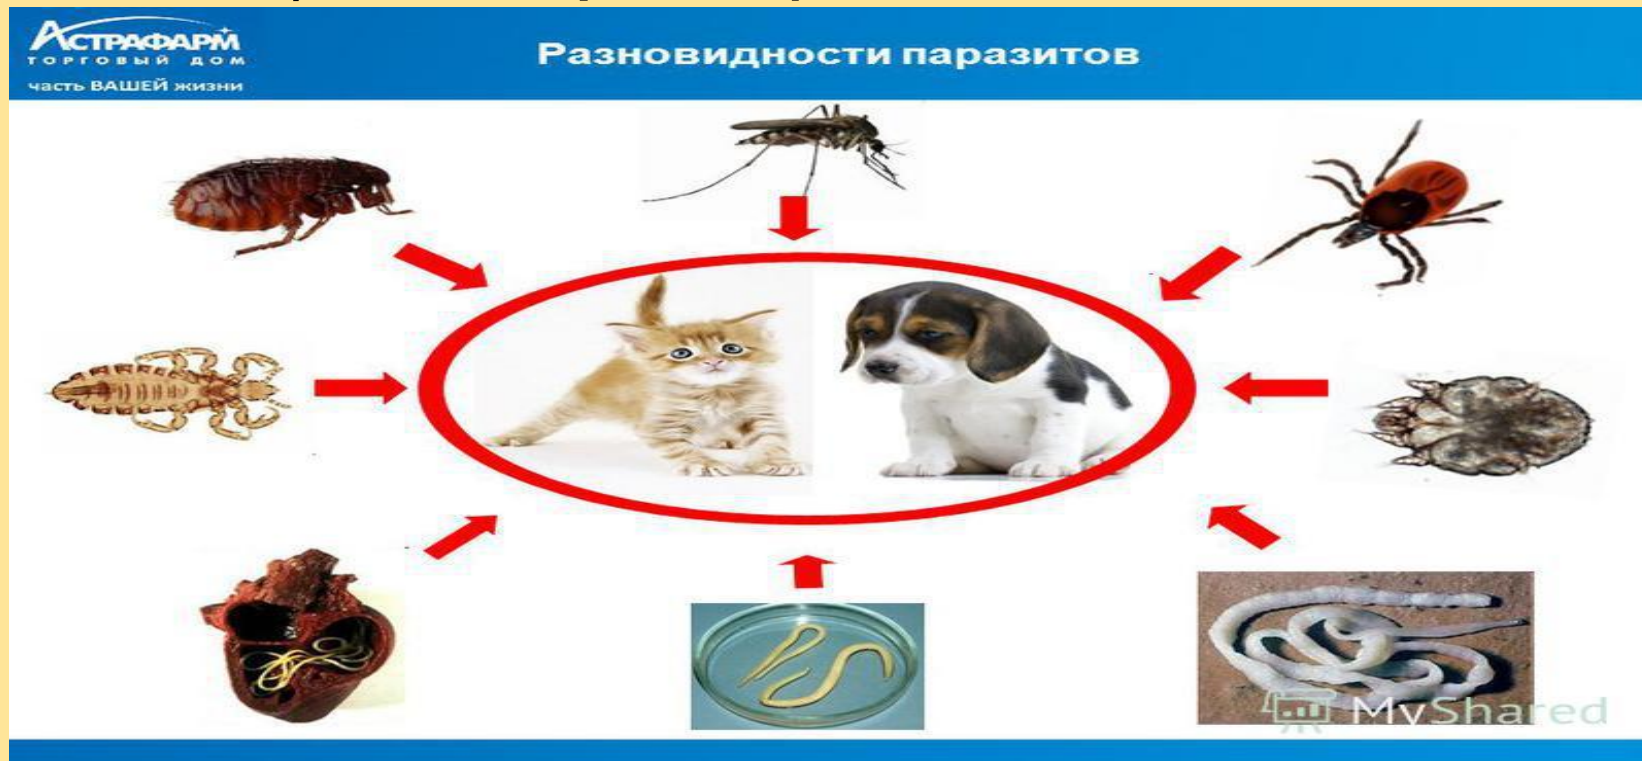 АСТРАФАРМ
ТОРГОВЫЙ ДОМ
часть ВАШЕЙ жизни
Разновидности паразитов
MyShared